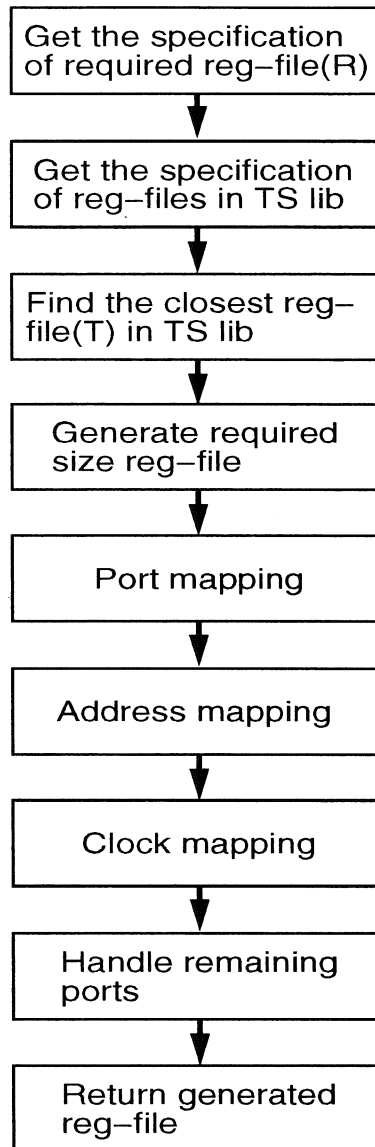 Get the specification
of required reg–file(R)
Get the specification
of reg–files in TS lib
Find the closest reg–
file(T) in TS lib
Generate required
size reg–file
Port mapping
Address mapping
Clock mapping
Handle remaining
ports
Return generated
reg–file